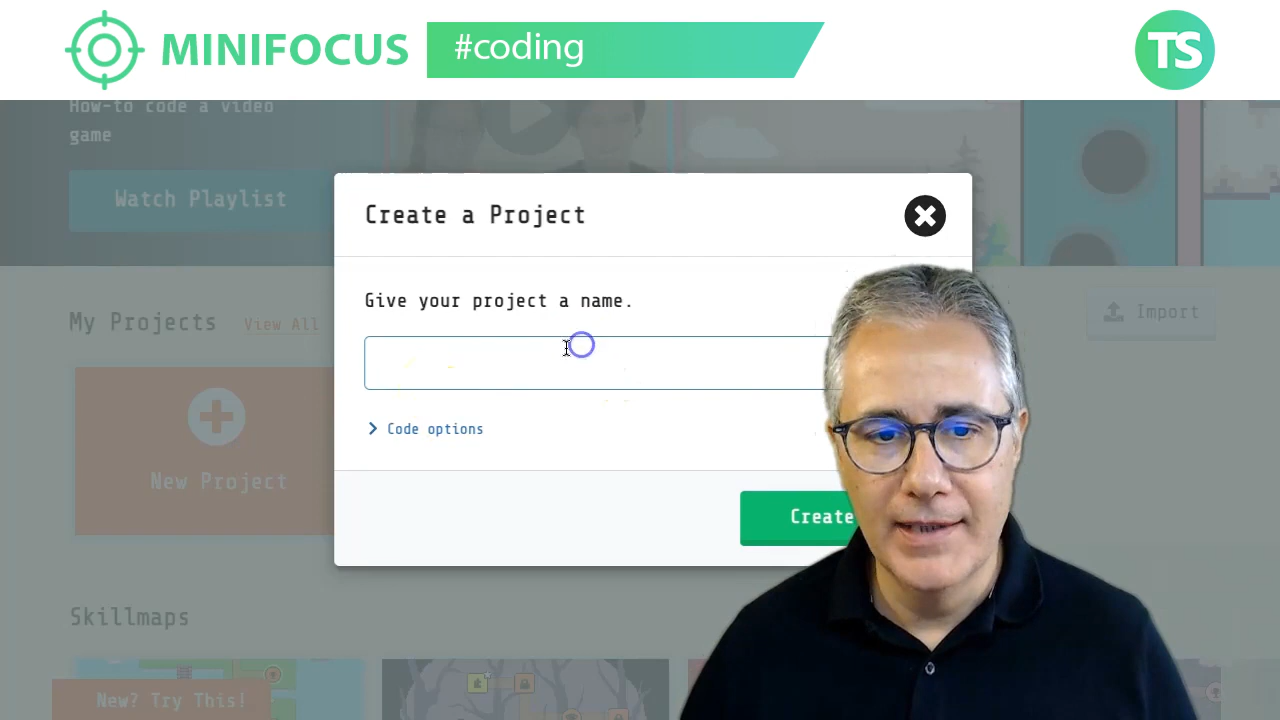 MINIFOCUS
#coding
TS
How-to code a video
game
Watch Playlist
Create a Project
Give your project a name.
My Projects
View All
Import
Code options
New Project
Create
Skillmaps
New? Try This!